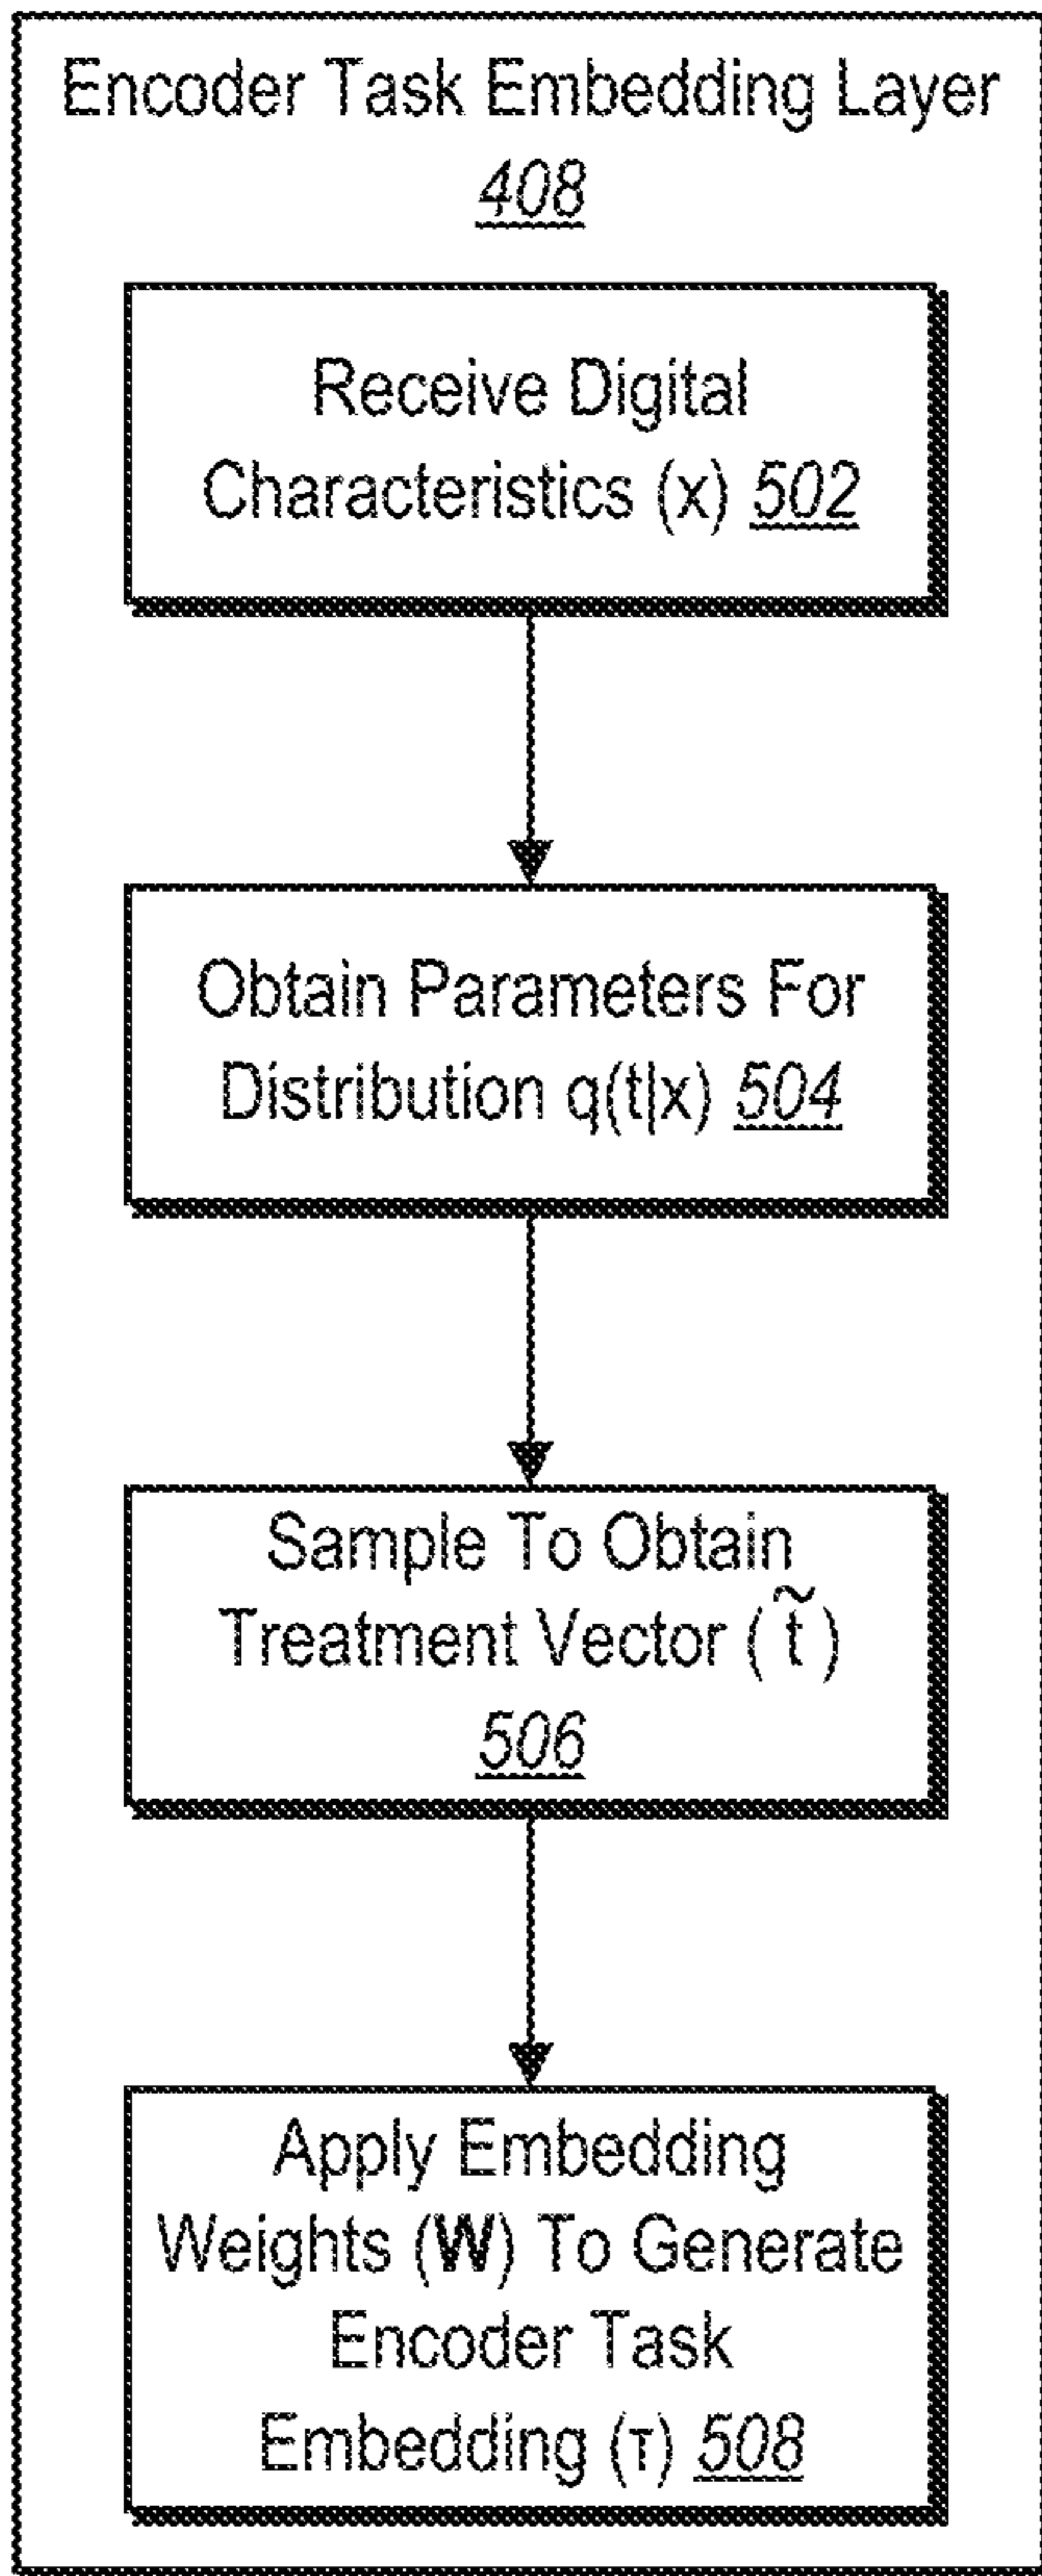 Encoder Task Embedding Layer
408
Receive Digital
Characteristics (x) 502
Obtain Parameters For
Distribution q(t|x) 504
Sample To Obtain
Treatment Vector (t̃)
506
Apply Embedding
Weights (W) To Generate
Encoder Task
Embedding (τ) 508